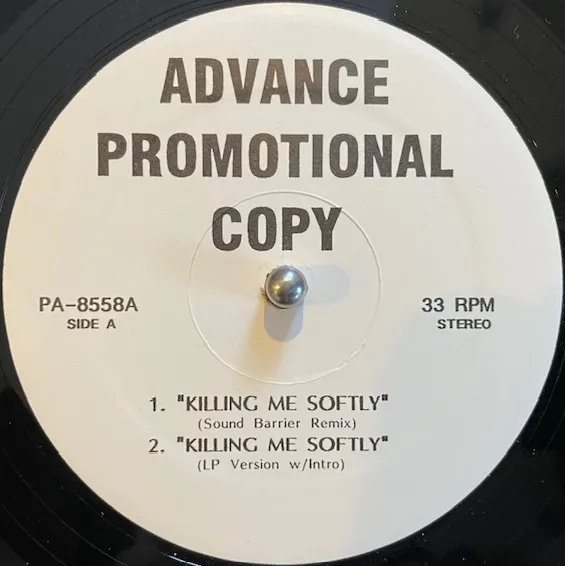 ADVANCE
PROMOTIONAL
COPY
PA-8558A
SIDE A
33 RPM
STEREO
1. "KILLING ME SOFTLY"
(Sound Barrier Remix)
2. "KILLING ME SOFTLY"
(LP Version w/Intro)